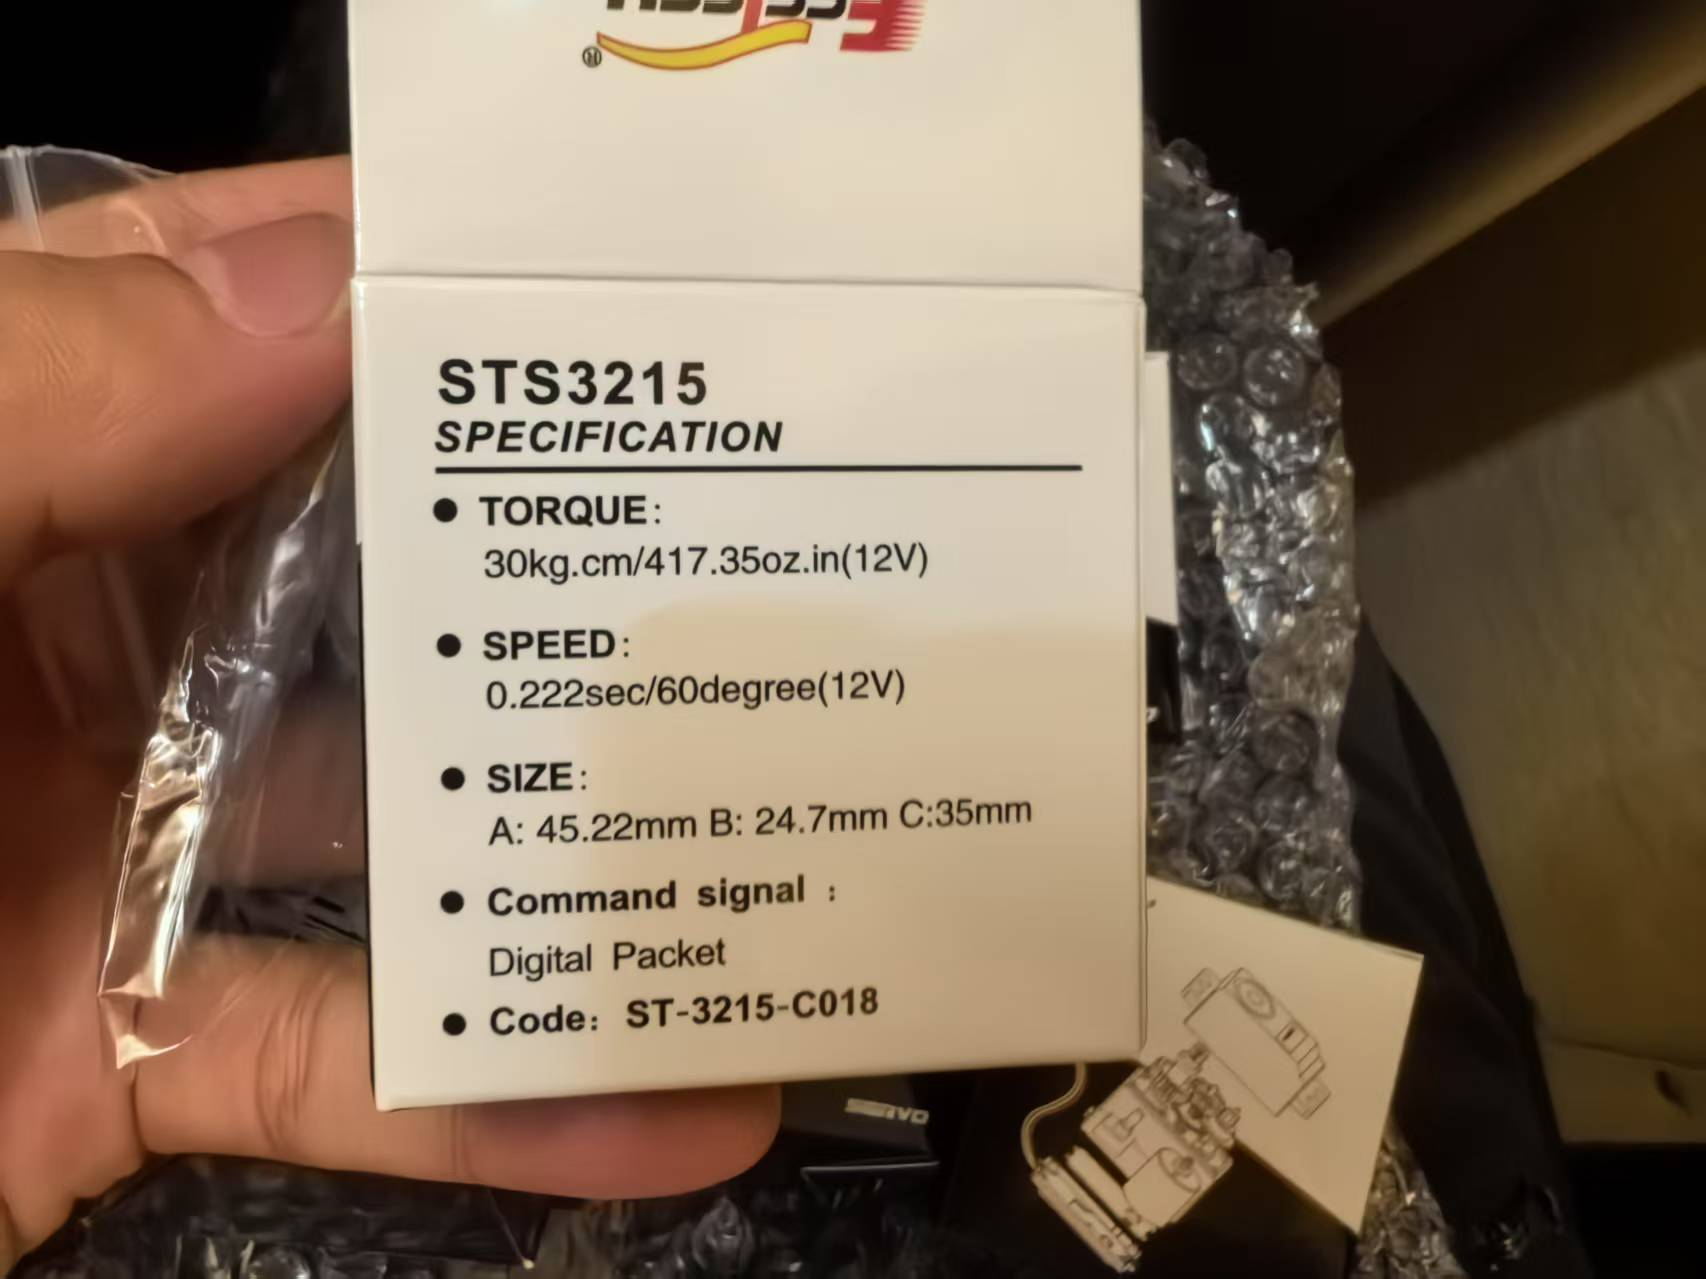 ®
STS3215
SPECIFICATION
● TORQUE:
30kg.cm/417.35oz.in(12V)
● SPEED:
0.222sec/60degree(12V)
● SIZE:
A: 45.22mm B: 24.7mm C:35mm
● Command signal :
Digital Packet
● Code: ST-3215-C018
SERVO